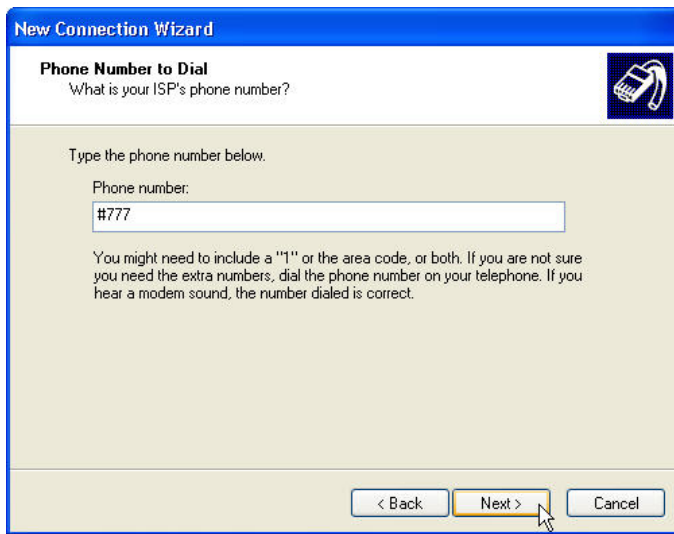 New Connection Wizard
Phone Number to Dial
What is your ISP's phone number?
Type the phone number below.
Phone number:
#777
You might need to include a "1" or the area code, or both. If you are not sure
you need the extra numbers, dial the phone number on your telephone. If you
hear a modem sound, the number dialed is correct.
< Back
Next >
Cancel